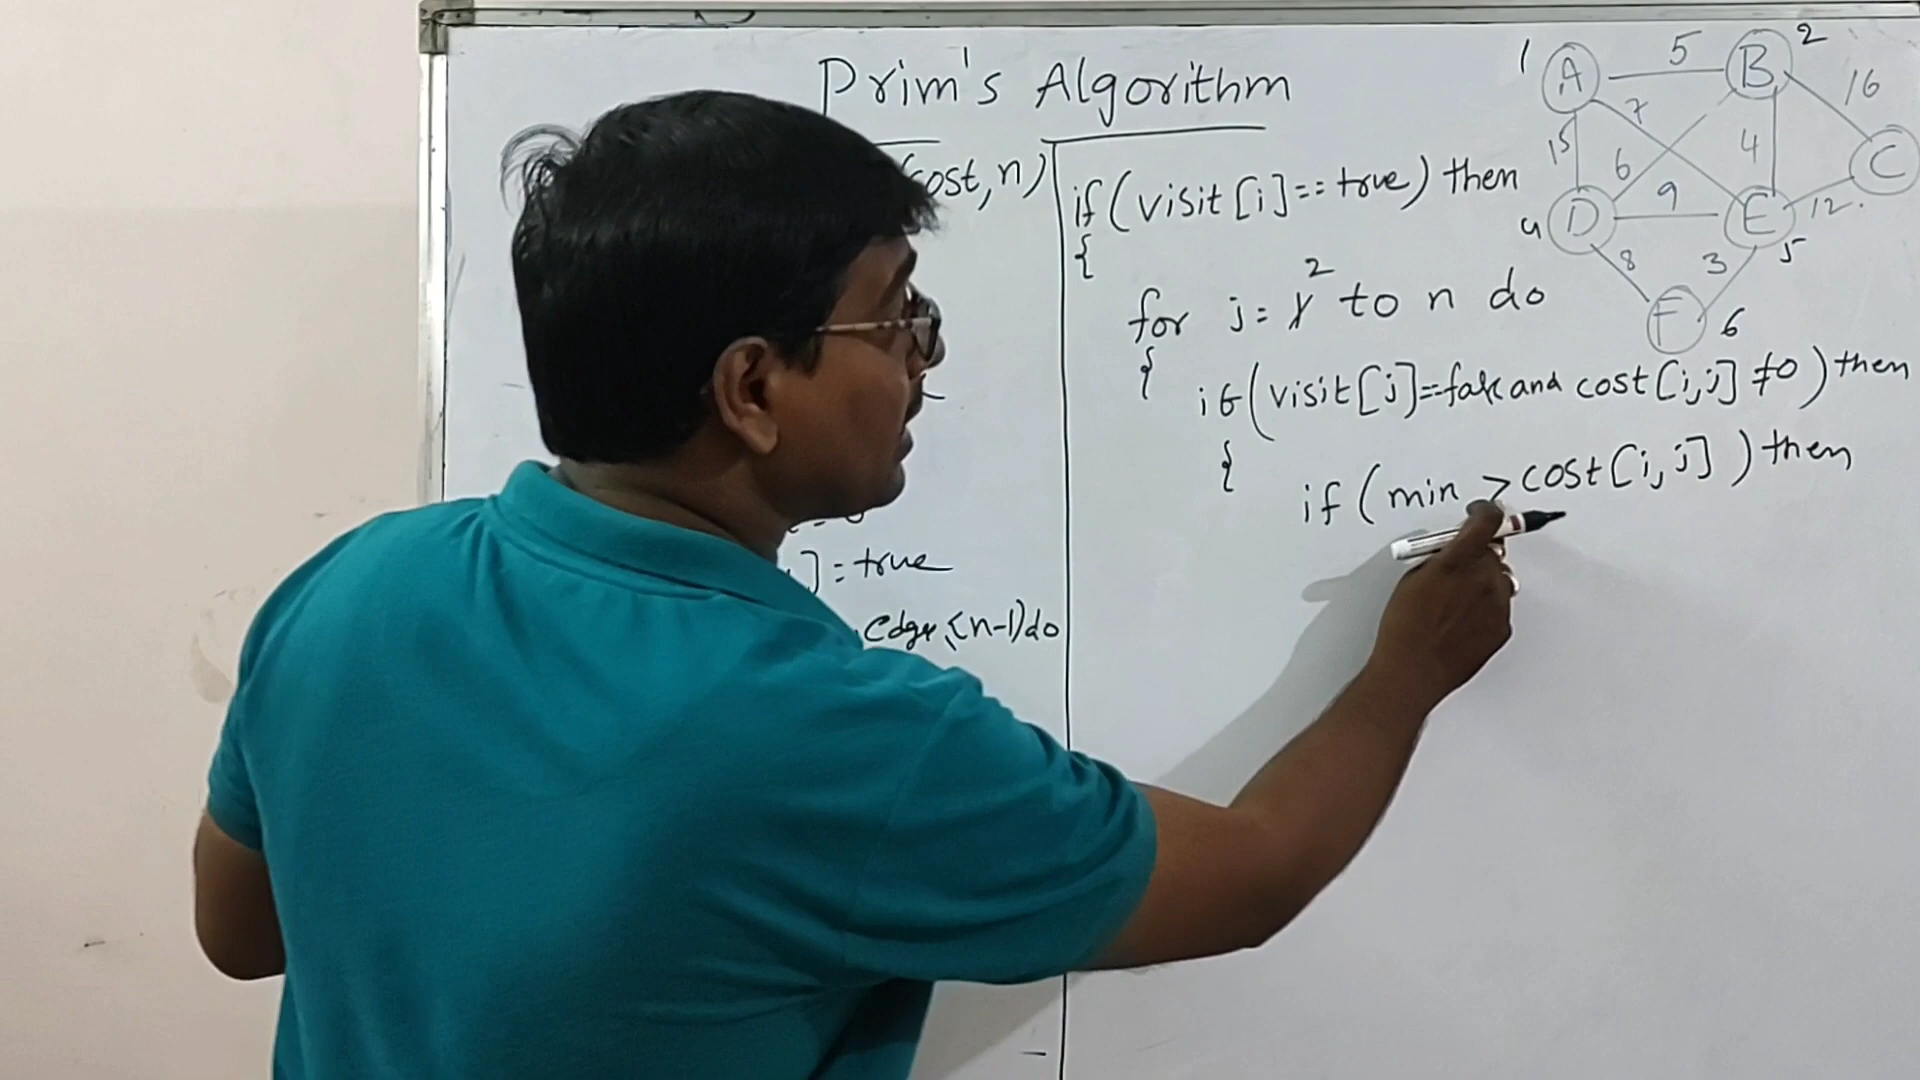 Prim's Algorithm
cost, n)
] = true
edge < (n-1) do
if (visit [i] == true) then
{
2
for j = 1 to n do
{
if (visit [j] == false and cost [i, j] ≠ 0) then
{
if (min > cost [i, j] ) then
1 A 5 B 2
16
7
15 6 4 C
9
4 D E 12
5
8 3
F 6